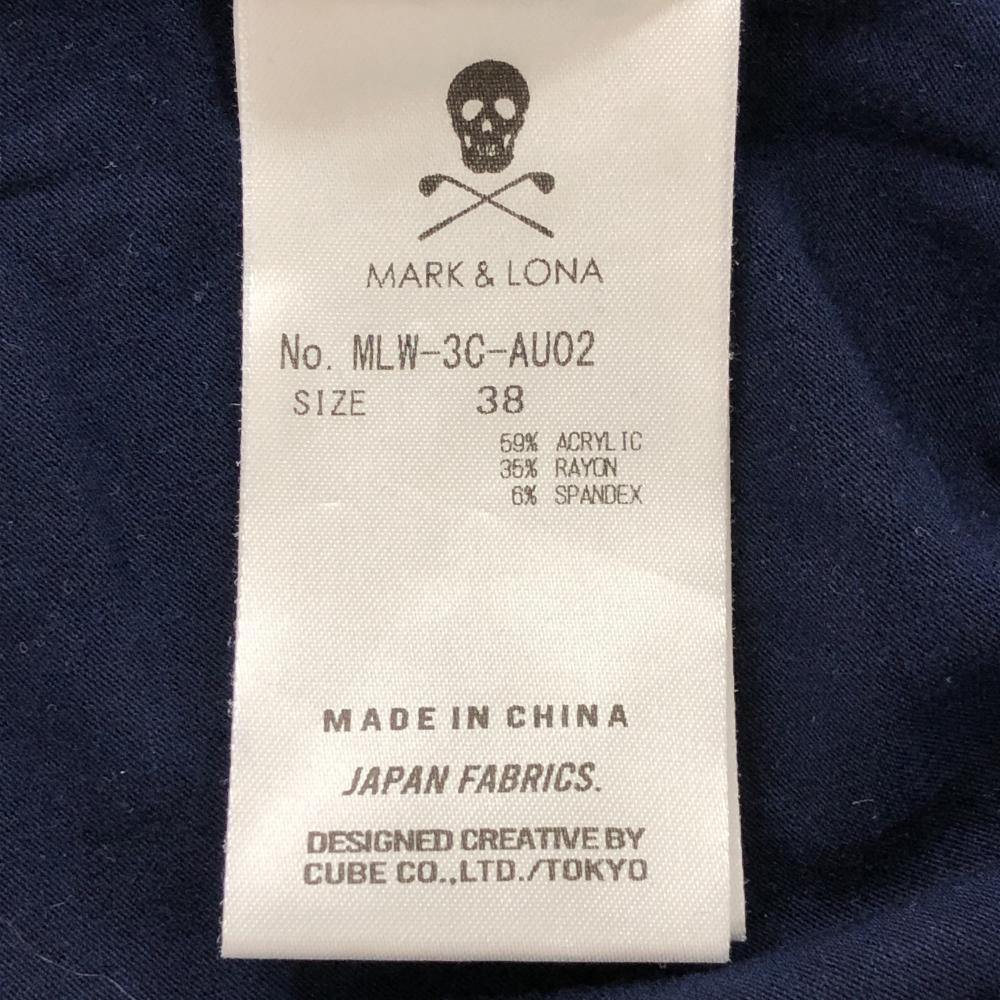 MARK & LONA
No. MLW-3C-AU02
SIZE 38
59% ACRYLIC
35% RAYON
6% SPANDEX
MADE IN CHINA
JAPAN FABRICS.
DESIGNED CREATIVE BY
CUBE CO.,LTD./TOKYO